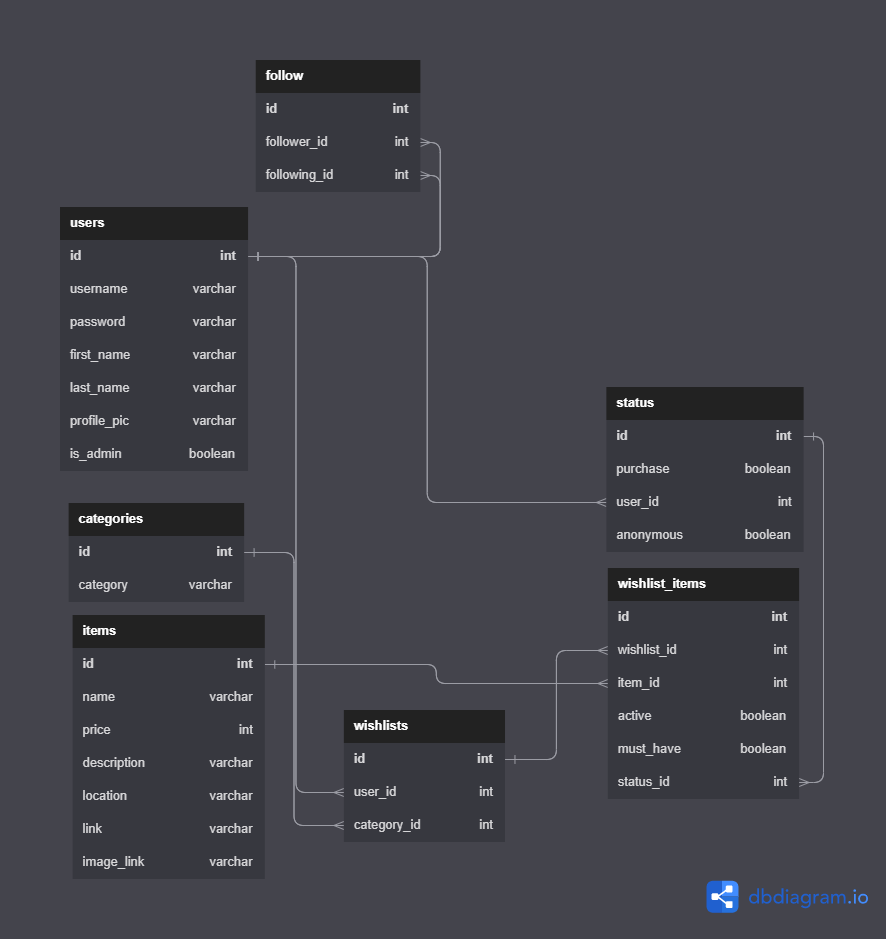 follow
id int
follower_id int
following_id int
users
id int
username varchar
password varchar
first_name varchar
last_name varchar
profile_pic varchar
is_admin boolean
status
id int
purchase boolean
user_id int
anonymous boolean
categories
id int
category varchar
wishlist_items
id int
wishlist_id int
item_id int
active boolean
must_have boolean
status_id int
items
id int
name varchar
price int
description varchar
location varchar
link varchar
image_link varchar
wishlists
id int
user_id int
category_id int
dbdiagram.io